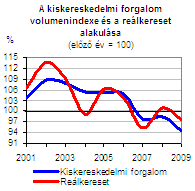 A kiskereskedelmi forgalom
volumenindexe és a reálkereset
alakulása
(előző év = 100)
%
115
112
109
106
103
100
97
94
91
2001
2003
2005
2007
2009
Kiskereskedelmi forgalom
Reálkereset